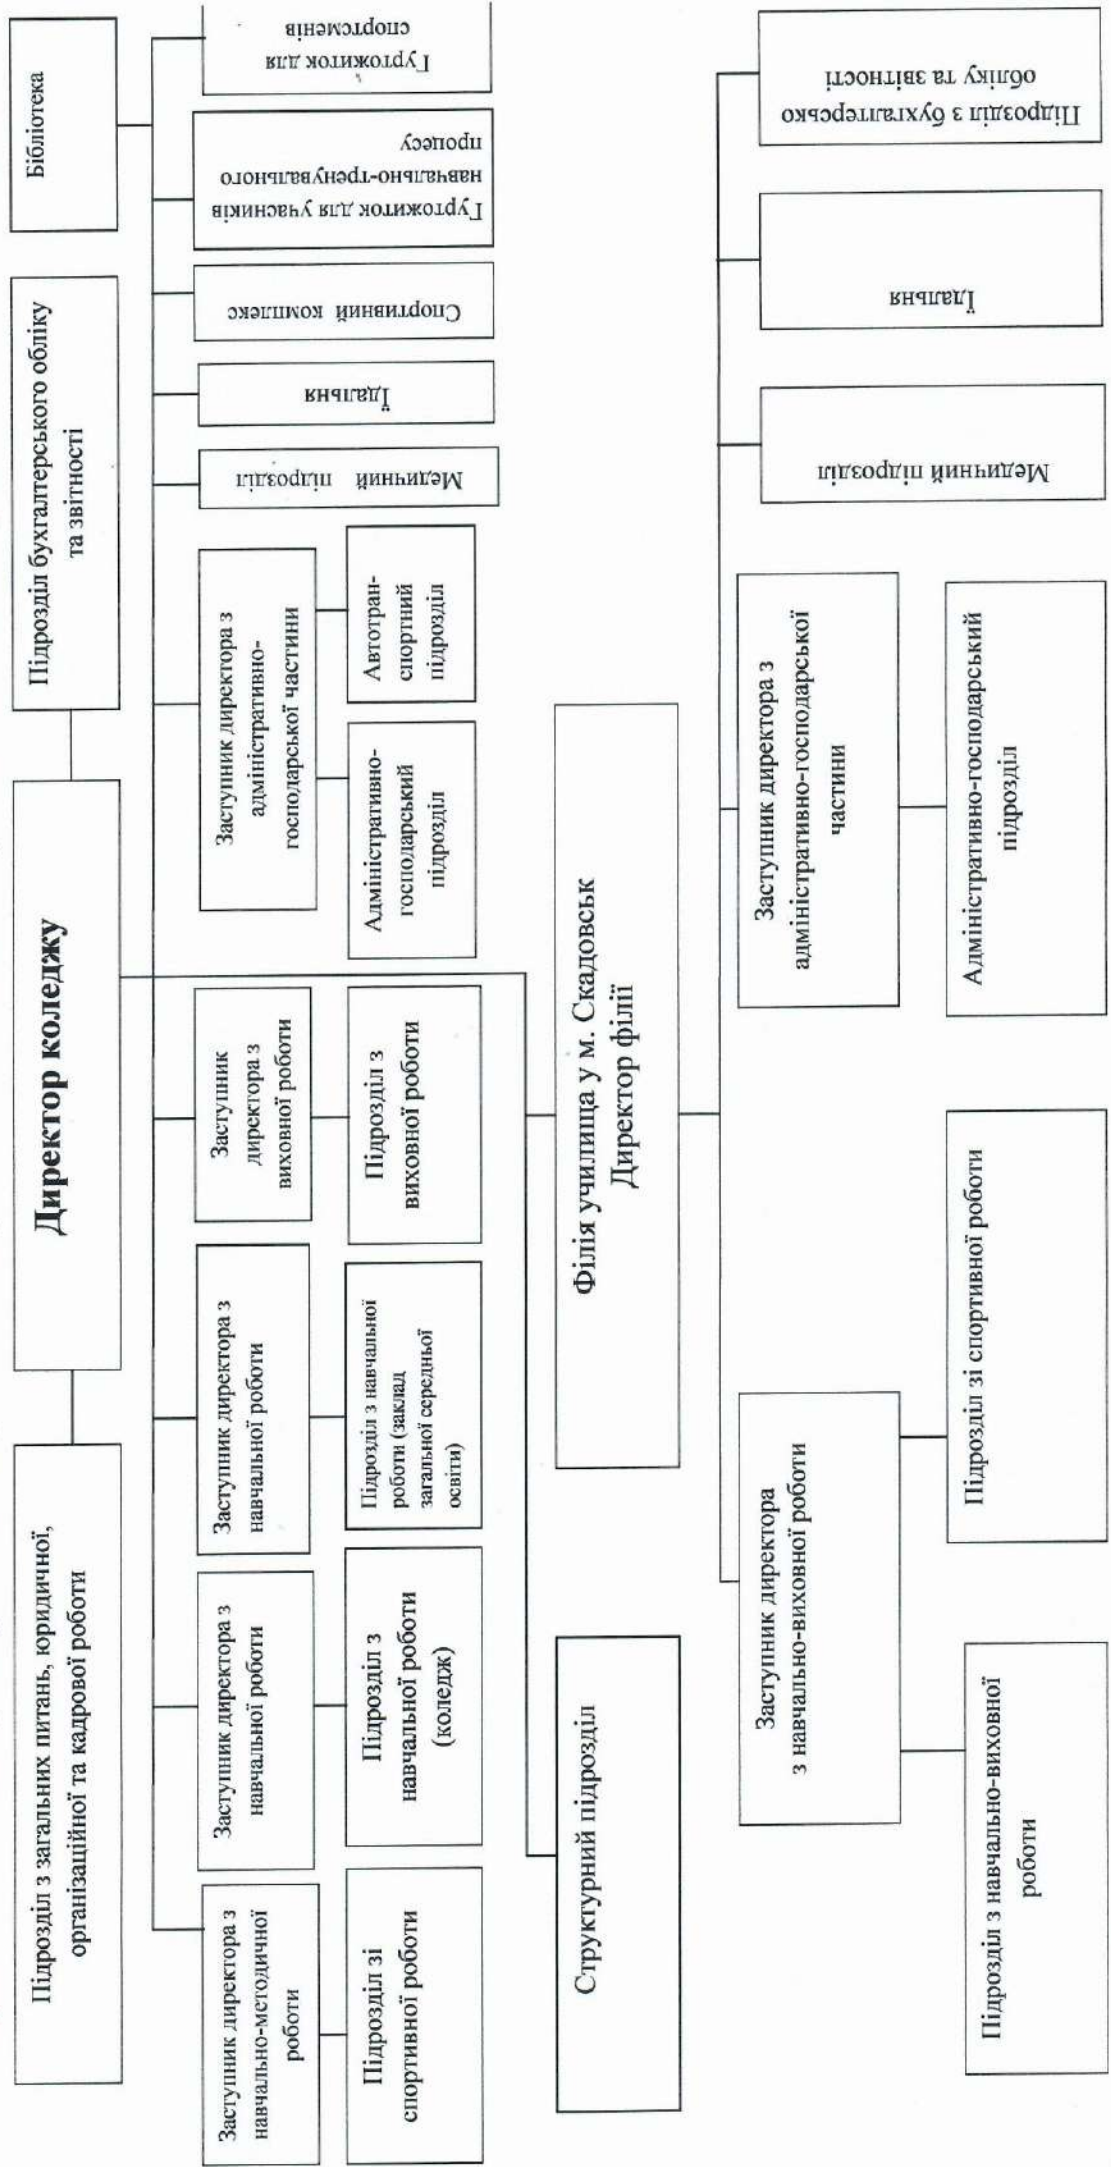 Підрозділ з загальних питань, юридичної,
організаційної та кадрової роботи
Директор коледжу
Підрозділ бухгалтерського обліку
та звітності
Бібліотека
Заступник директора з
навчально-методичної
роботи
Заступник директора з
навчальної роботи
Заступник директора з
навчальної роботи
Заступник
директора з
виховної роботи
Заступник директора з
адміністративно-
господарської частини
Медичний підрозділ
Їдальня
Спортивний комплекс
Гуртожиток для учасників
навчально-тренувального
процесу
Гуртожиток для
спортсменів
Підрозділ зі
спортивної роботи
Підрозділ з
навчальної роботи
(коледж)
Підрозділ з навчальної
роботи (заклад
загальної середньої
освіти)
Підрозділ з
виховної роботи
Адміністративно-
господарський
підрозділ
Автотран-
спортний
підрозділ
Структурний підрозділ
Філія училища у м. Скадовськ
Директор філії
Заступник директора
з навчально-виховної роботи
Заступник директора з
адміністративно-господарської
частини
Медичний підрозділ
Їдальня
Підрозділ з бухгалтерсько
обліку та звітності
Підрозділ з навчально-виховної
роботи
Підрозділ зі спортивної роботи
Адміністративно-господарський
підрозділ